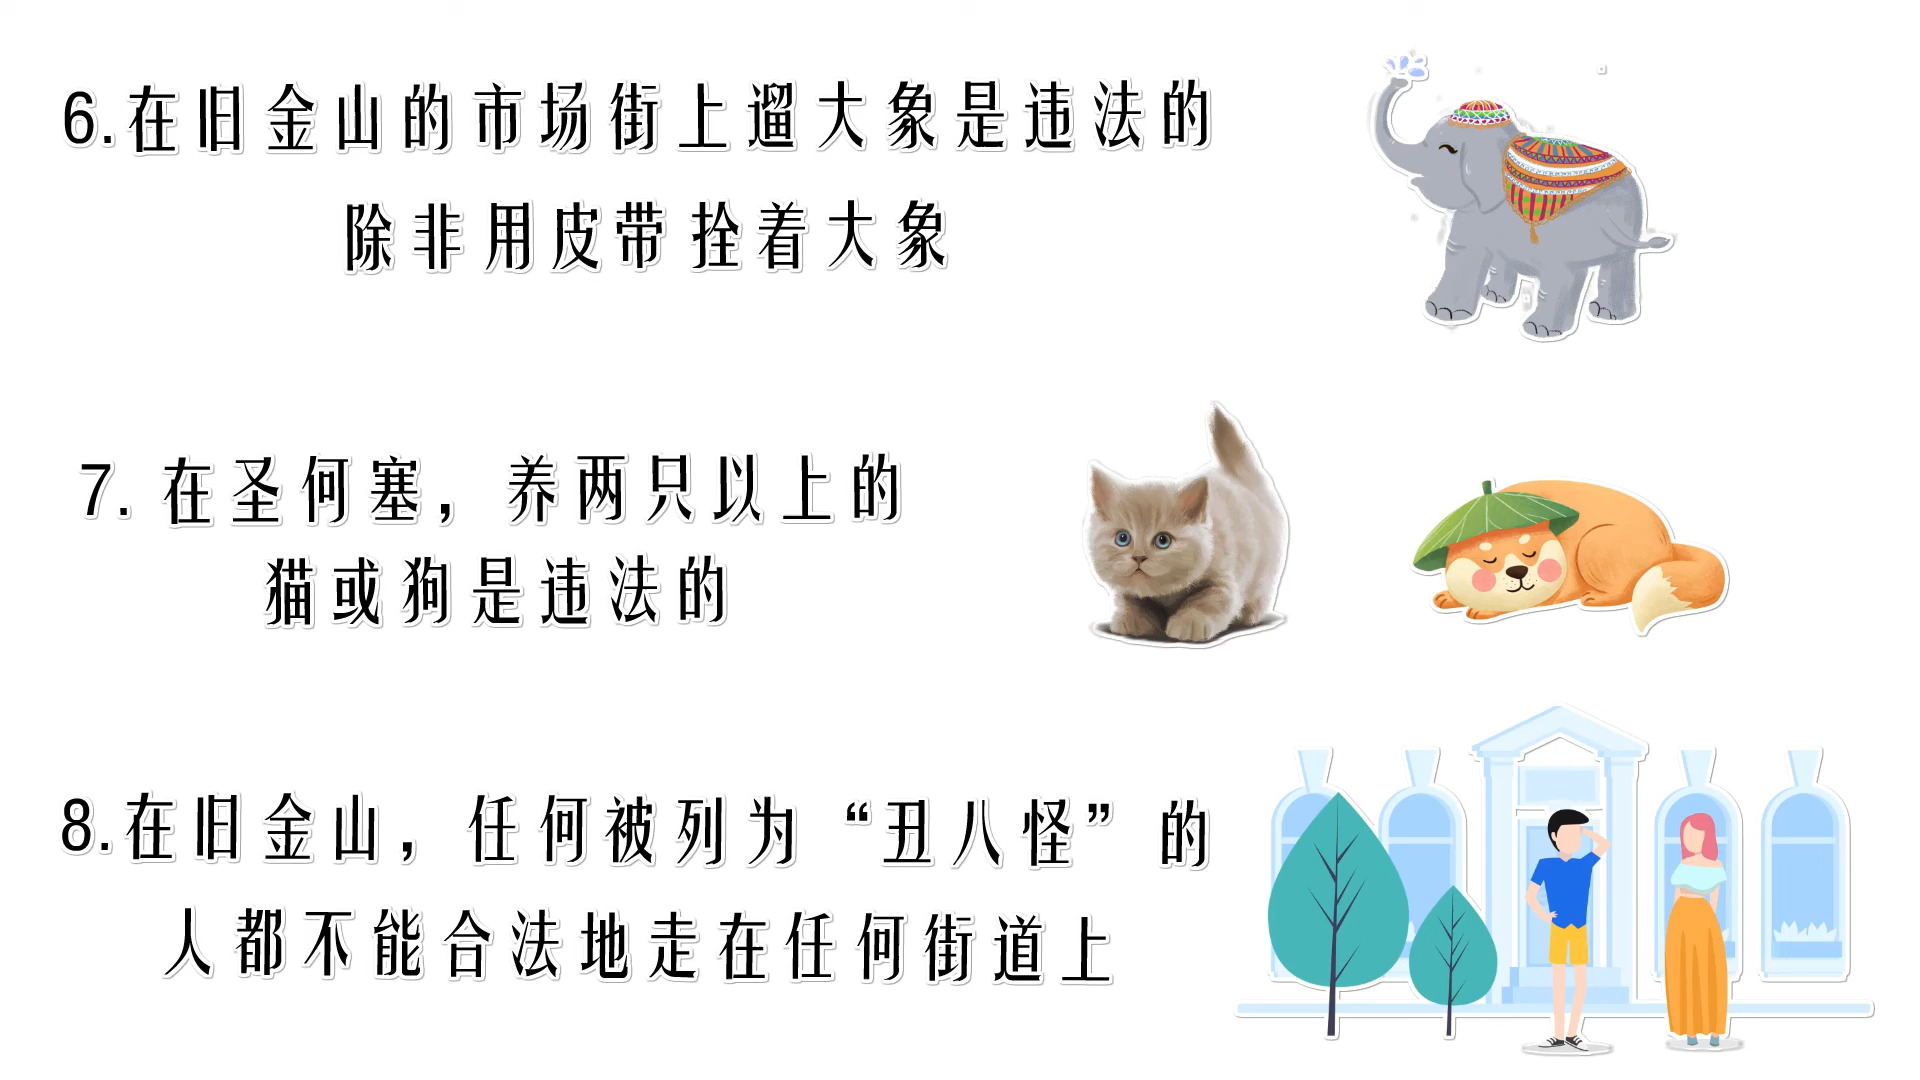 6.在旧金山的市场街上遛大象是违法的
除非用皮带拴着大象
7. 在圣何塞，养两只以上的
猫或狗是违法的
8.在旧金山，任何被列为“丑八怪”的
人都不能合法地走在任何街道上